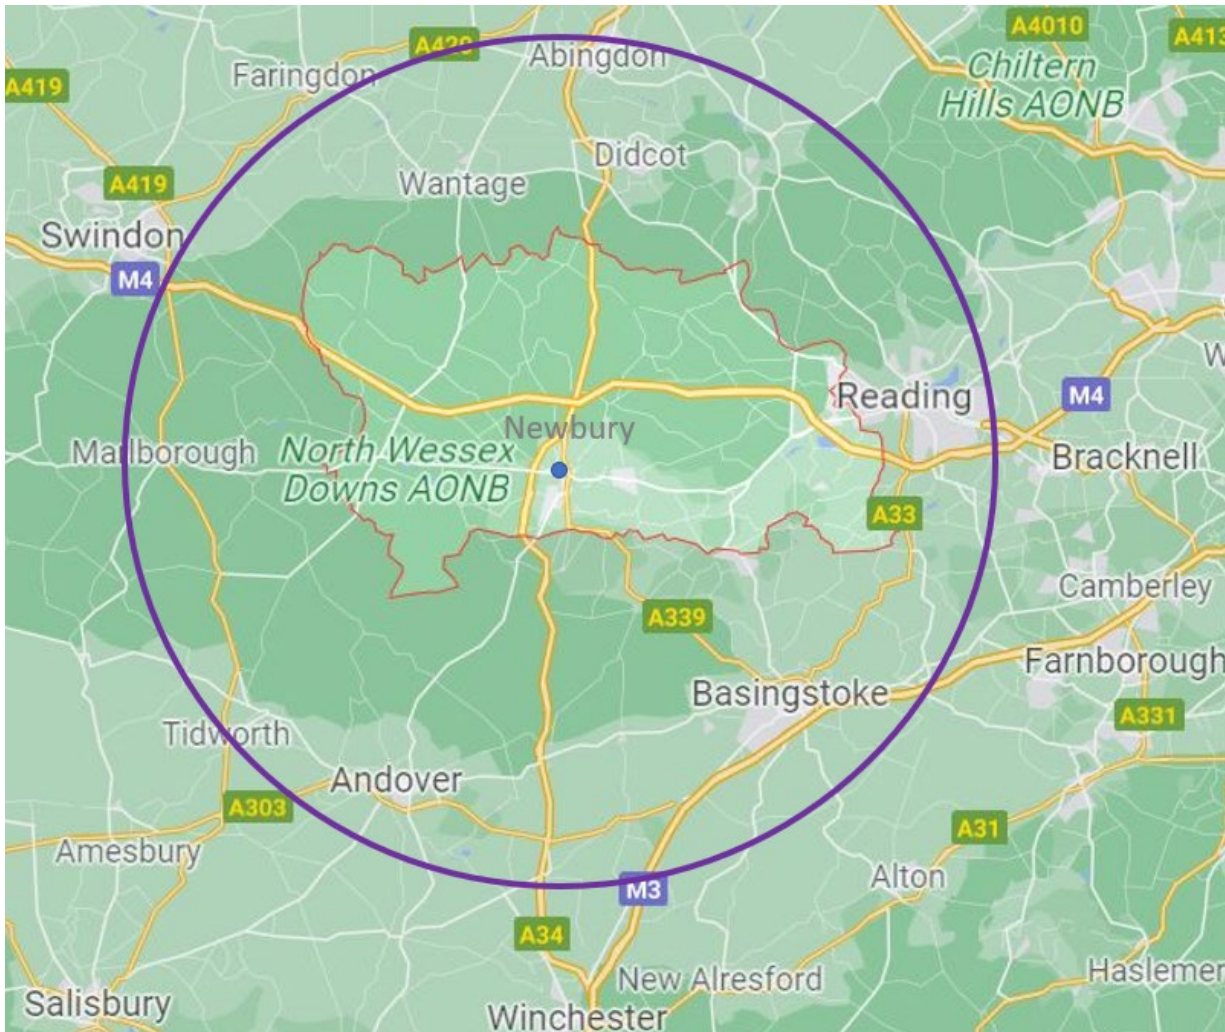 A420
A4010
A413
Abingdon
Chiltern
Hills AONB
Faringdon
A419
Didcot
Wantage
A419
Swindon
M4
W
Reading
M4
Newbury
Marlborough
North Wessex
Downs AONB
Bracknell
A33
Camberley
A339
Farnborough
Basingstoke
A331
Tidworth
Andover
A303
A31
Amesbury
Alton
M3
A34
New Alresford
Haslemer
Salisbury
Winchester